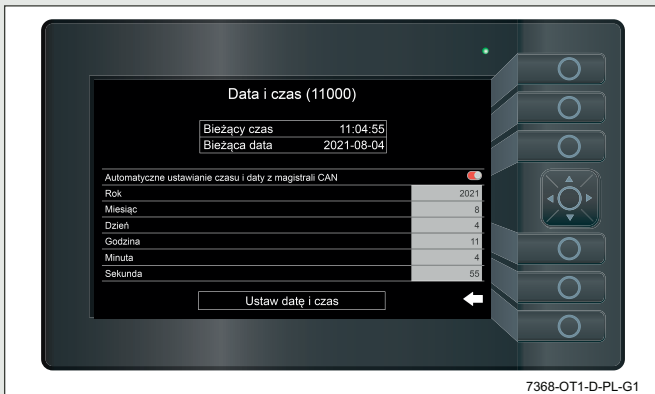 Data i czas (11000)
Bieżący czas 11:04:55
Bieżąca data 2021-08-04
Automatyczne ustawianie czasu i daty z magistrali CAN
Rok 2021
Miesiąc 8
Dzień 4
Godzina 11
Minuta 4
Sekunda 55
Ustaw datę i czas
7368-OT1-D-PL-G1